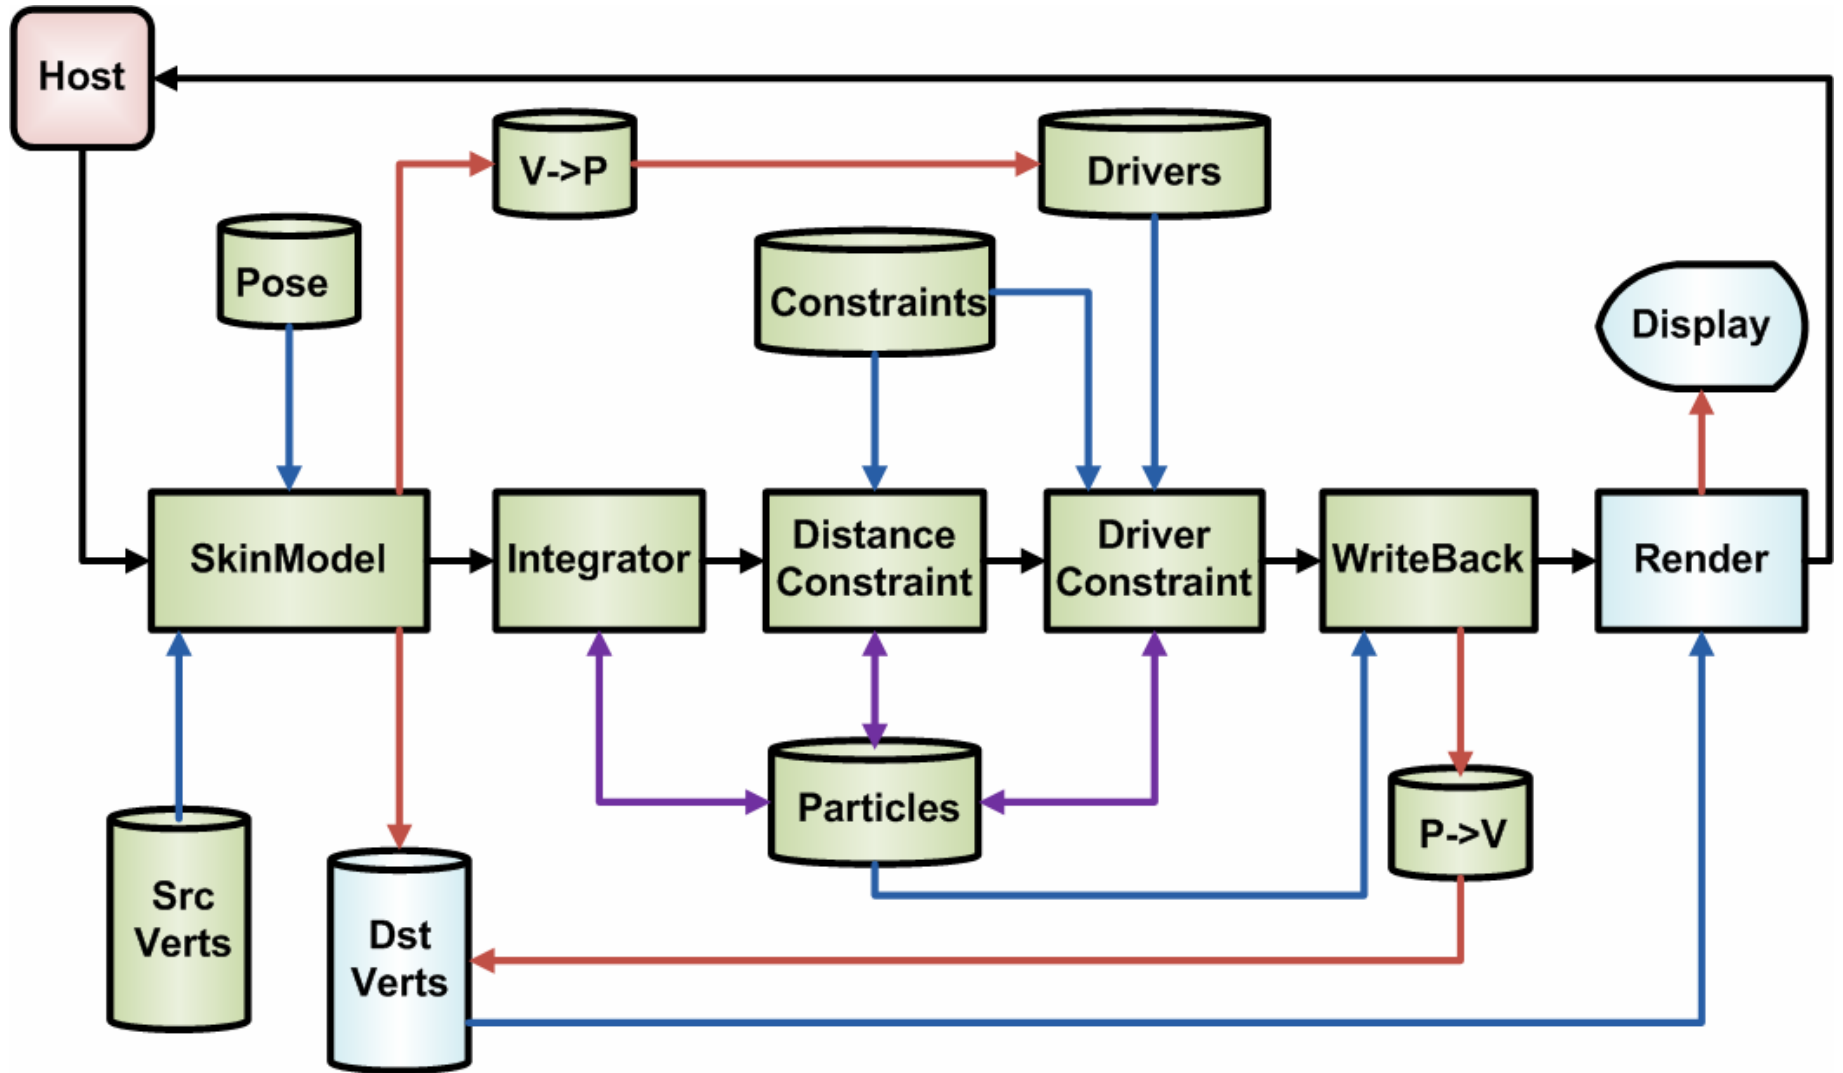 Host
V->P
Drivers
Pose
Constraints
Display
SkinModel
Integrator
Distance
Constraint
Driver
Constraint
WriteBack
Render
Particles
P->V
Src
Verts
Dst
Verts